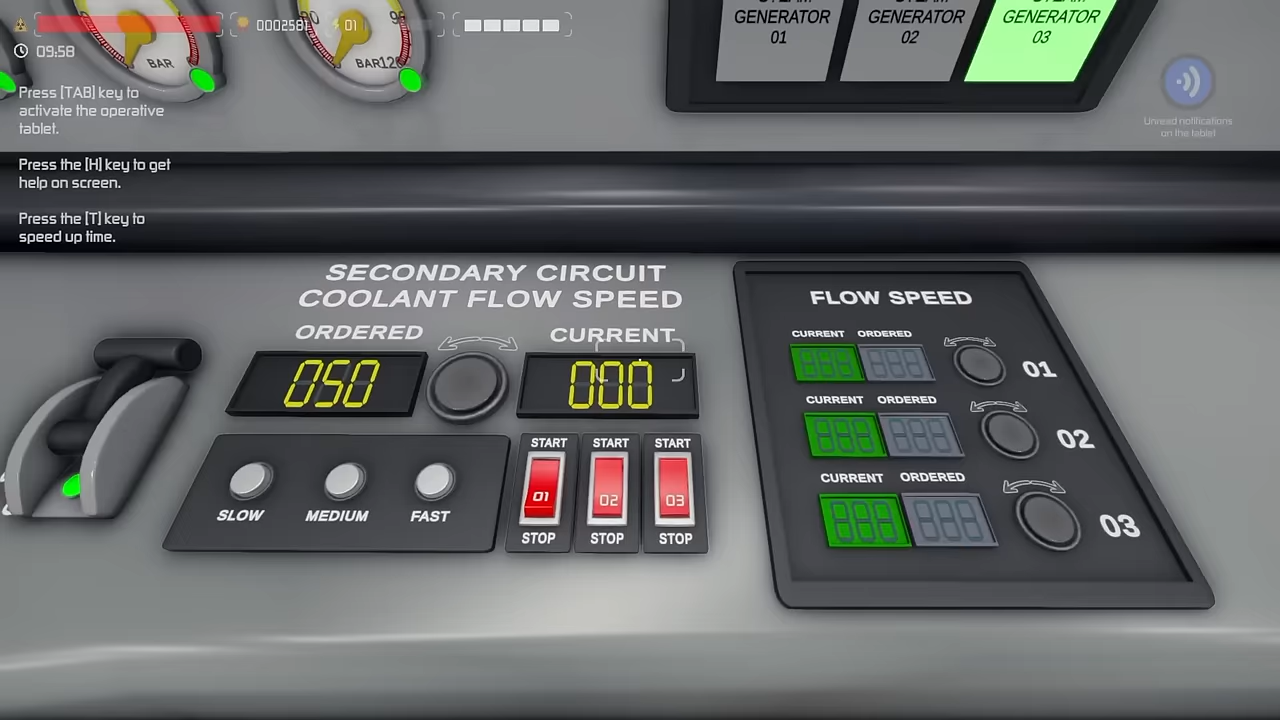 0002581
01
09:58
Press [TAB] key to
activate the operative
tablet.
Press the [H] key to get
help on screen.
Press the [T] key to
speed up time.
BAR
BAR
GENERATOR
01
GENERATOR
02
GENERATOR
03
Unread notifications
on the tablet
SECONDARY CIRCUIT
COOLANT FLOW SPEED
ORDERED
CURRENT
050
000
SLOW
MEDIUM
FAST
START
01
STOP
START
02
STOP
START
03
STOP
FLOW SPEED
CURRENT ORDERED
01
CURRENT ORDERED
02
CURRENT ORDERED
03